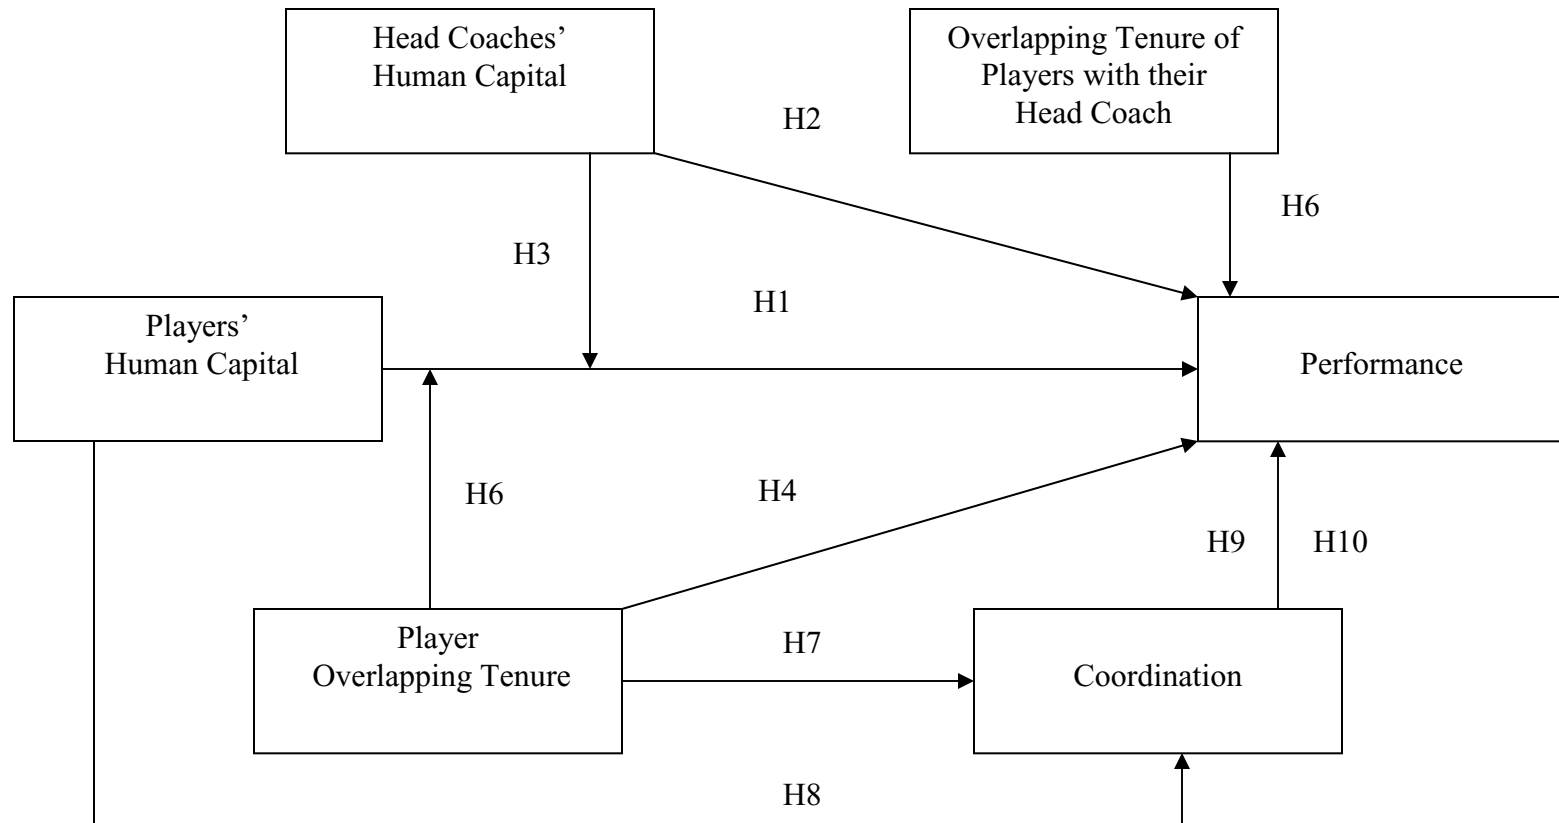 Head Coaches’
Human Capital
Overlapping Tenure of
Players with their
Head Coach
H2
H6
H3
H1
Players’
Human Capital
Performance
H6
H4
H9
H10
Player
Overlapping Tenure
H7
Coordination
H8